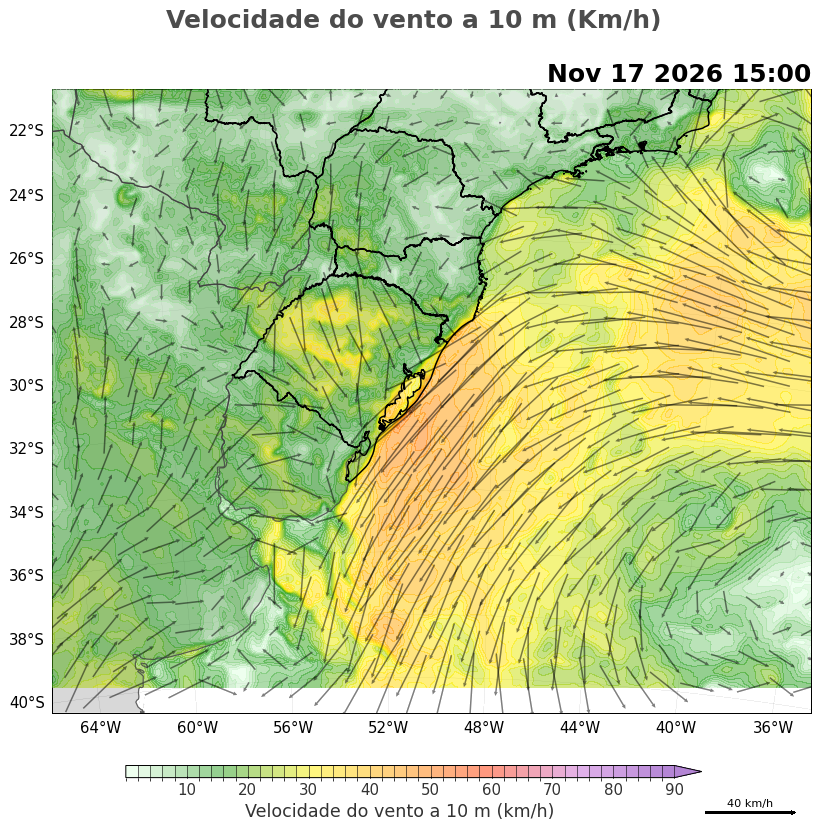 Velocidade do vento a 10 m (Km/h)
Nov 17 2026 15:00
22°S
24°S
26°S
28°S
30°S
32°S
34°S
36°S
38°S
40°S
64°W 60°W 56°W 52°W 48°W 44°W 40°W 36°W
10 20 30 40 50 60 70 80 90
Velocidade do vento a 10 m (km/h)
40 km/h